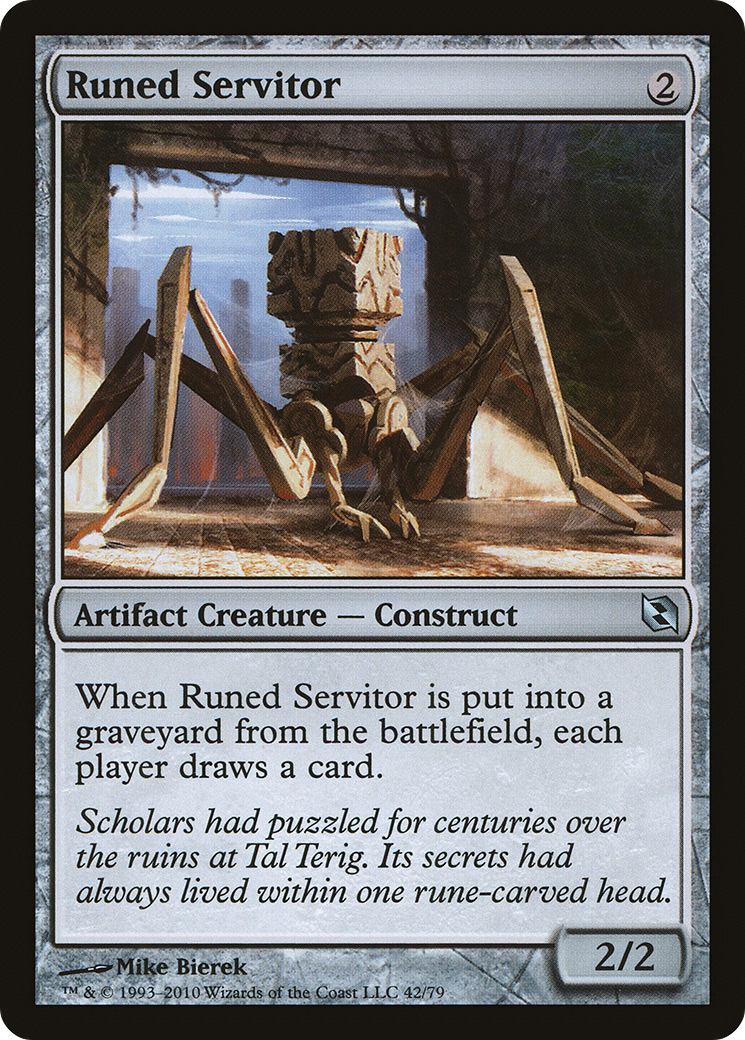 Runed Servitor
2
Artifact Creature — Construct
When Runed Servitor is put into a
graveyard from the battlefield, each
player draws a card.
Scholars had puzzled for centuries over
the ruins at Tal Terig. Its secrets had
always lived within one rune-carved head.
2/2
Mike Bierek
™ & © 1993–2010 Wizards of the Coast LLC 42/79